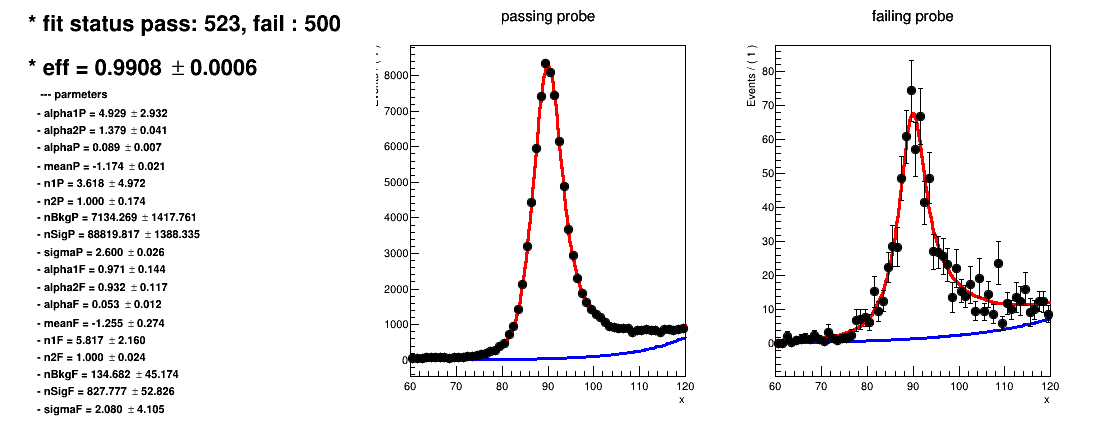 * fit status pass: 523, fail : 500
* eff = 0.9908 ± 0.0006
--- parmeters
- alpha1P = 4.929 ± 2.932
- alpha2P = 1.379 ± 0.041
- alphaP = 0.089 ± 0.007
- meanP = -1.174 ± 0.021
- n1P = 3.618 ± 4.972
- n2P = 1.000 ± 0.174
- nBkgP = 7134.269 ± 1417.761
- nSigP = 88819.817 ± 1388.335
- sigmaP = 2.600 ± 0.026
- alpha1F = 0.971 ± 0.144
- alpha2F = 0.932 ± 0.117
- alphaF = 0.053 ± 0.012
- meanF = -1.255 ± 0.274
- n1F = 5.817 ± 2.160
- n2F = 1.000 ± 0.024
- nBkgF = 134.682 ± 45.174
- nSigF = 827.777 ± 52.826
- sigmaF = 2.080 ± 4.105
passing probe
8000
7000
6000
5000
4000
3000
2000
1000
0
60 70 80 90 100 110 120
x
failing probe
Events / ( 1 )
80
70
60
50
40
30
20
10
0
60 70 80 90 100 110 120
x